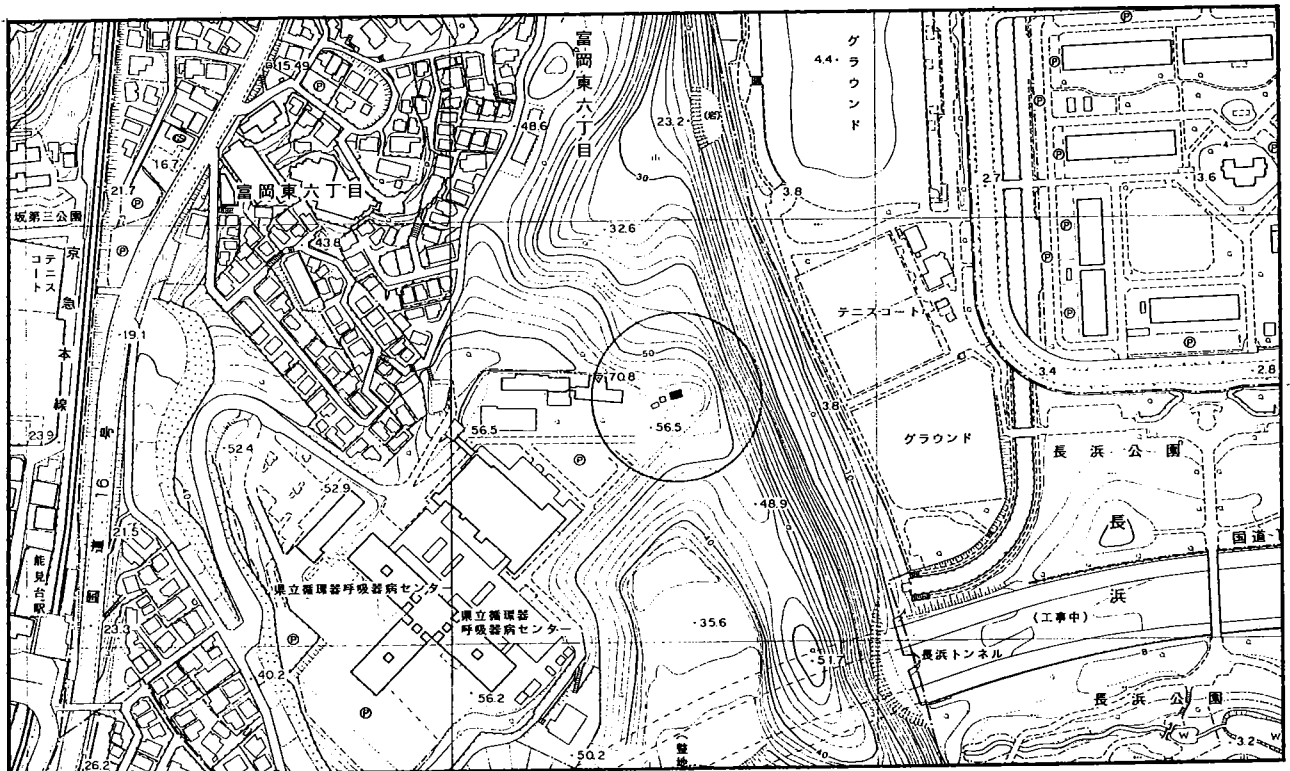 富岡東六丁目
グラウンド
4.4
15.49
48.6
23.2
(岩)
16.7
21.7
30
2.7
3.8
3.6
4
富岡東六丁目
坂第二公園
テニスコート
43.8
32.6
京急本線
テニスコート
19.1
50
70.8
3.4
2.8
3.8
23.9
56.5
56.5
グラウンド
長浜公園
52.4
52.9
48.9
国道16号
長浜
国道
21.5
能見台駅
県立循環器呼吸器病センター
県立循環器
呼吸器病センター
35.6
(工事中)
23.3
51.7
長浜トンネル
40.2
56.2
長浜公園
W
W
3.2
50.2
40
26.2
P
P
P
P
P
P
P
P
P
P
P
P
P